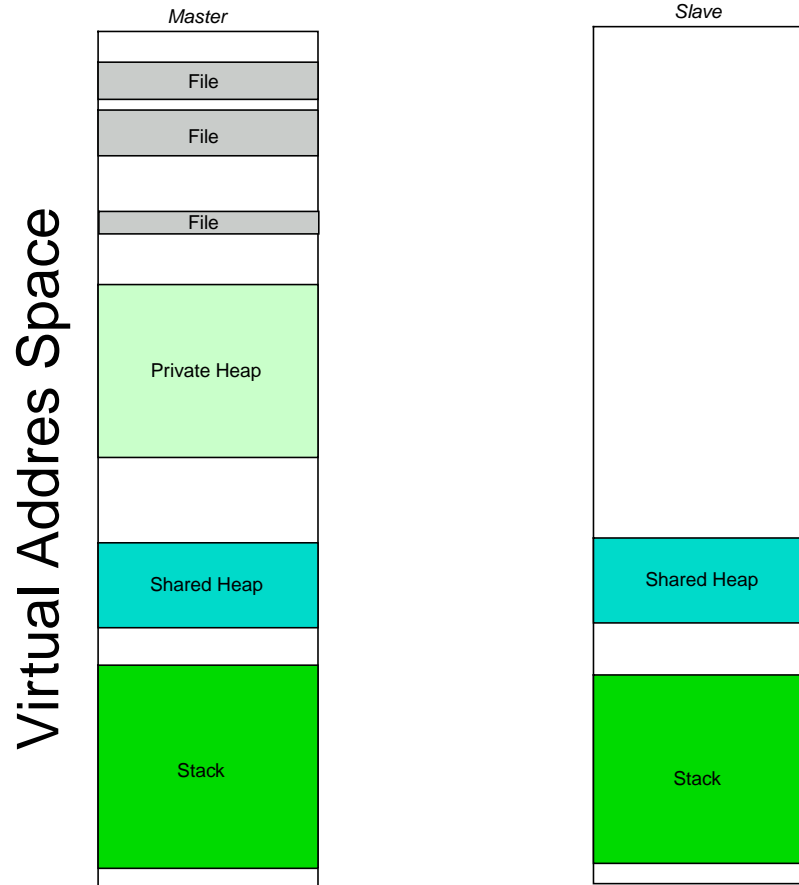 Master
Slave
File
File
File
Private Heap
Shared Heap
Shared Heap
Stack
Stack
Virtual Addres Space